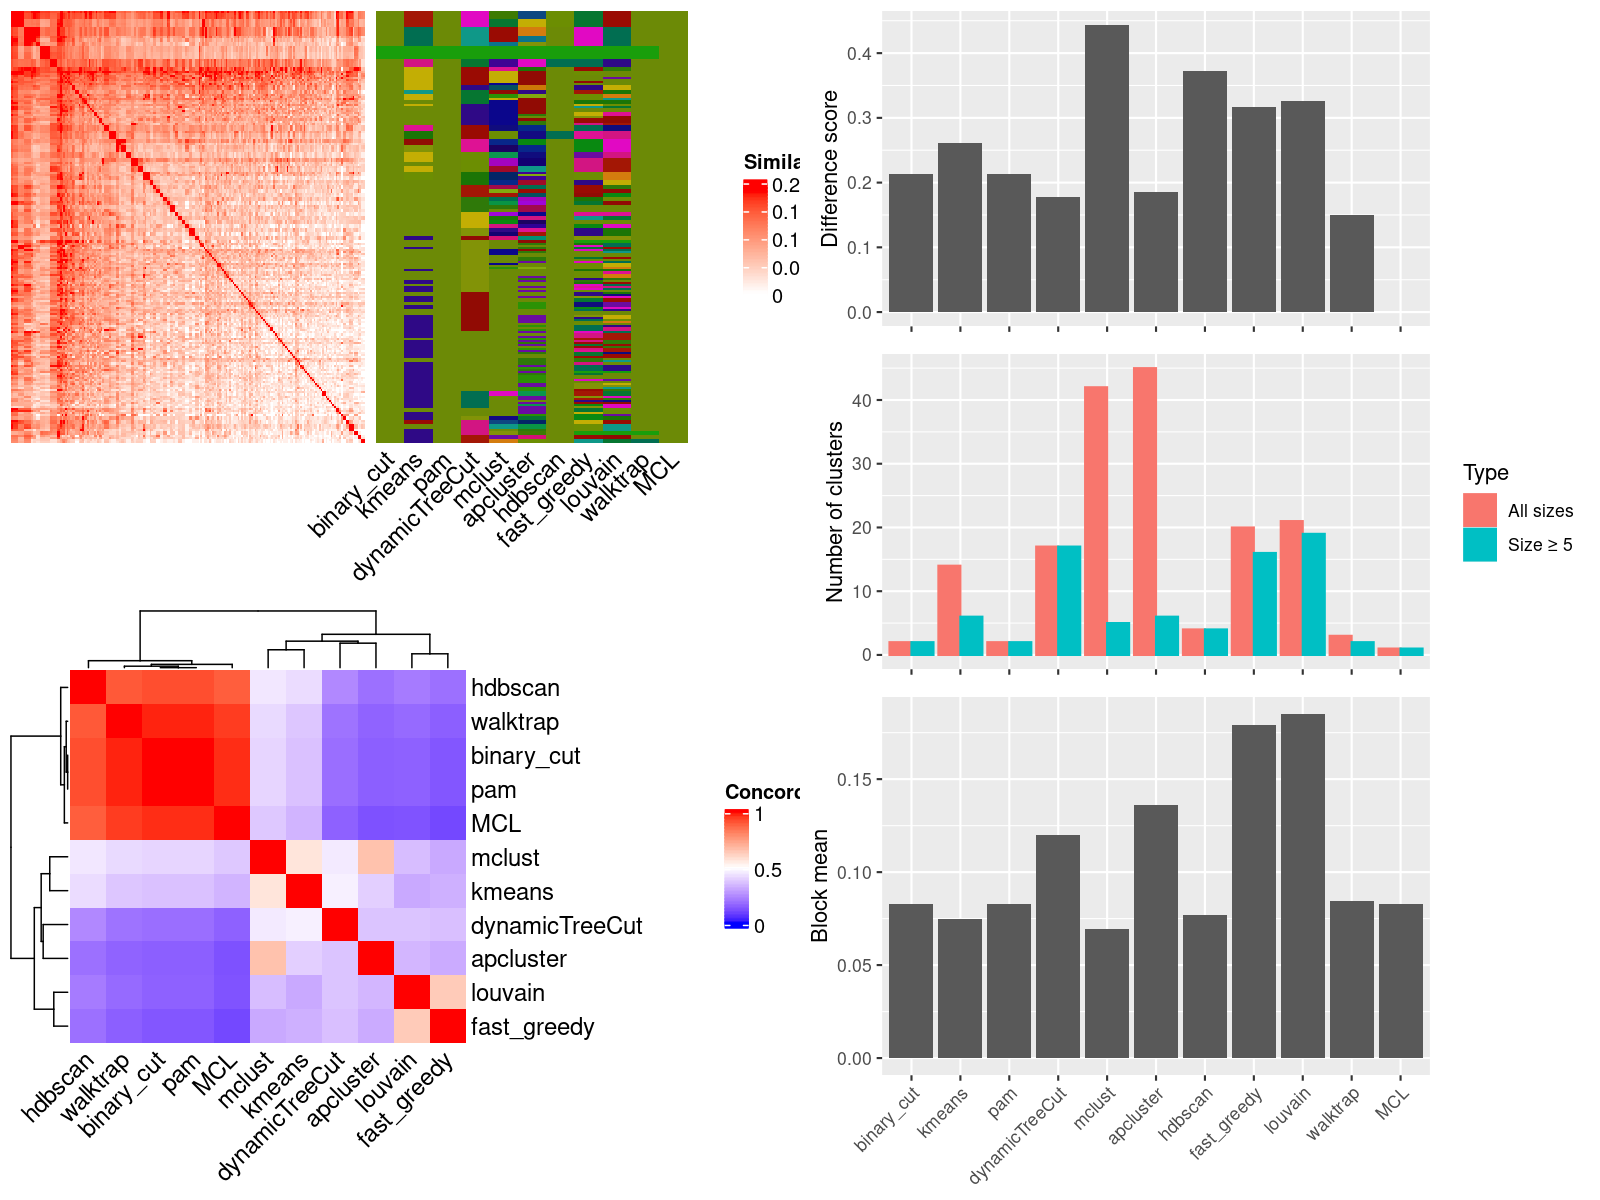 Simila
0.2
0.1
0.1
0.0
0
binary_cut
kmeans
pam
dynamicTreeCut
mclust
apcluster
hdbscan
fast_greedy
louvain
walktrap
MCL
hdbscan
walktrap
binary_cut
pam
MCL
mclust
kmeans
dynamicTreeCut
apcluster
louvain
fast_greedy
hdbscan
walktrap
binary_cut
pam
MCL
mclust
kmeans
dynamicTreeCut
apcluster
louvain
fast_greedy
Concord
1
0.5
0
Difference score
0.4
0.3
0.2
0.1
0.0
Number of clusters
40
30
20
10
0
Type
All sizes
Size ≥ 5
Block mean
0.15
0.10
0.05
0.00
binary_cut
kmeans
pam
dynamicTreeCut
mclust
apcluster
hdbscan
fast_greedy
louvain
walktrap
MCL